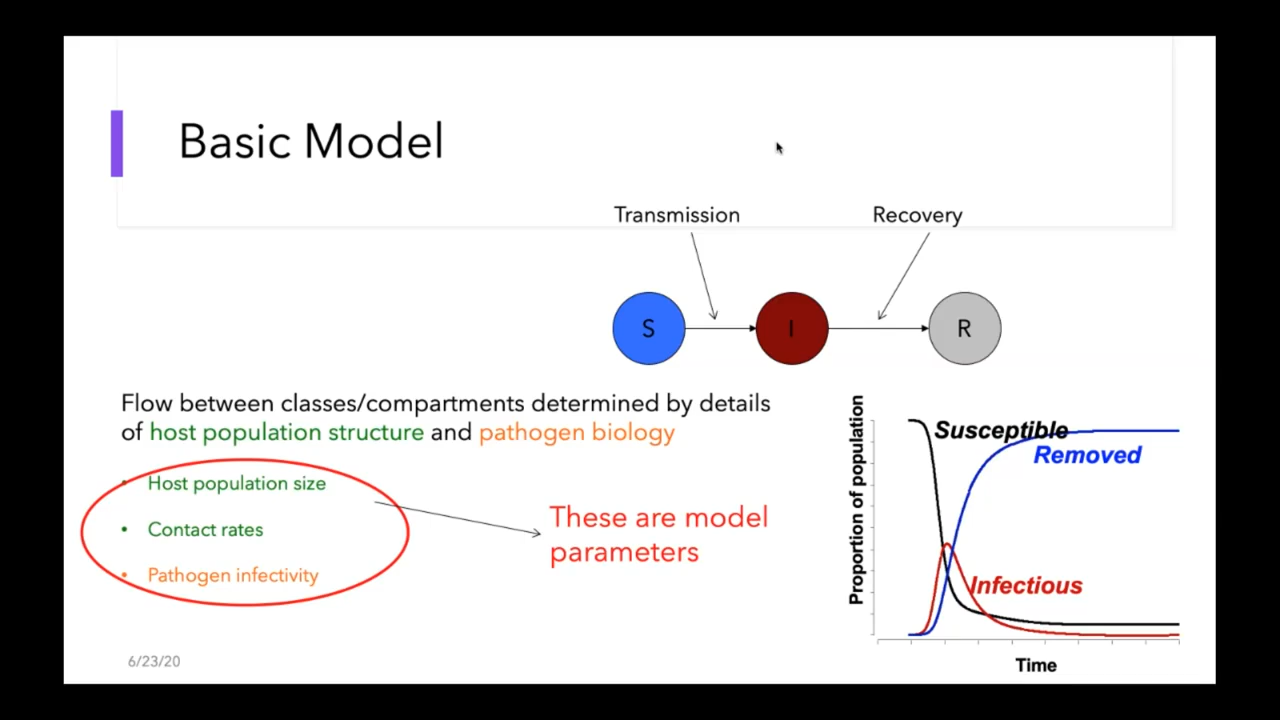 Basic Model
Transmission
Recovery
S
I
R
Flow between classes/compartments determined by details
of host population structure and pathogen biology
• Host population size
• Contact rates
• Pathogen infectivity
These are model
parameters
Proportion of population
Susceptible
Removed
Infectious
Time
6/23/20